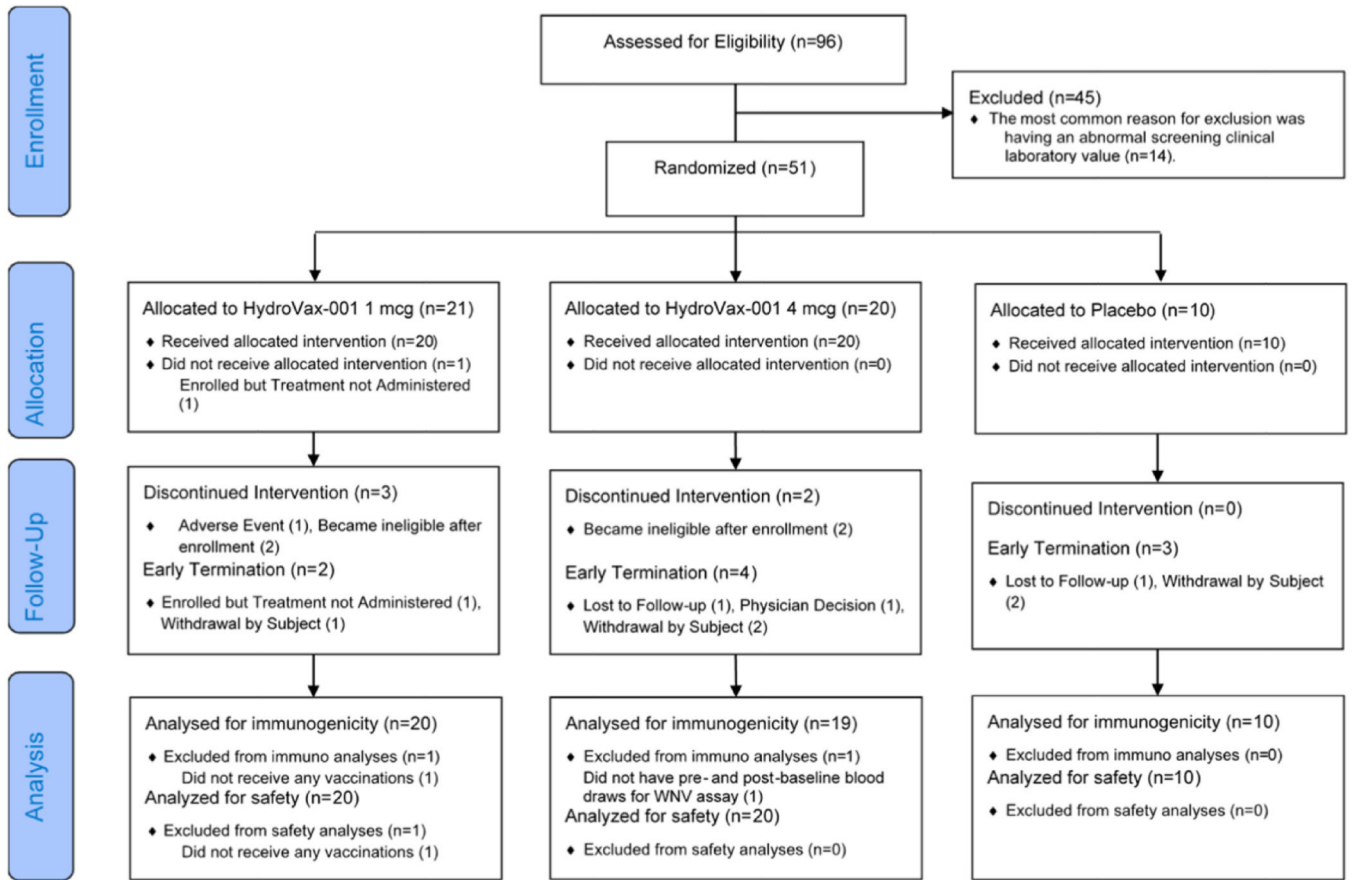 Enrollment
Assessed for Eligibility (n=96)
Excluded (n=45)
♦ The most common reason for exclusion was
having an abnormal screening clinical
laboratory value (n=14).
Randomized (n=51)
Allocation
Allocated to HydroVax-001 1 mcg (n=21)
♦ Received allocated intervention (n=20)
♦ Did not receive allocated intervention (n=1)
Enrolled but Treatment not Administered
(1)
Allocated to HydroVax-001 4 mcg (n=20)
♦ Received allocated intervention (n=20)
♦ Did not receive allocated intervention (n=0)
Allocated to Placebo (n=10)
♦ Received allocated intervention (n=10)
♦ Did not receive allocated intervention (n=0)
Follow-Up
Discontinued Intervention (n=3)
♦ Adverse Event (1), Became ineligible after
enrollment (2)
Early Termination (n=2)
♦ Enrolled but Treatment not Administered (1),
Withdrawal by Subject (1)
Discontinued Intervention (n=2)
♦ Became ineligible after enrollment (2)
Early Termination (n=4)
♦ Lost to Follow-up (1), Physician Decision (1),
Withdrawal by Subject (2)
Discontinued Intervention (n=0)
Early Termination (n=3)
♦ Lost to Follow-up (1), Withdrawal by Subject
(2)
Analysis
Analysed for immunogenicity (n=20)
♦ Excluded from immuno analyses (n=1)
Did not receive any vaccinations (1)
Analyzed for safety (n=20)
♦ Excluded from safety analyses (n=1)
Did not receive any vaccinations (1)
Analysed for immunogenicity (n=19)
♦ Excluded from immuno analyses (n=1)
Did not have pre- and post-baseline blood
draws for WNV assay (1)
Analyzed for safety (n=20)
♦ Excluded from safety analyses (n=0)
Analysed for immunogenicity (n=10)
♦ Excluded from immuno analyses (n=0)
Analyzed for safety (n=10)
♦ Excluded from safety analyses (n=0)